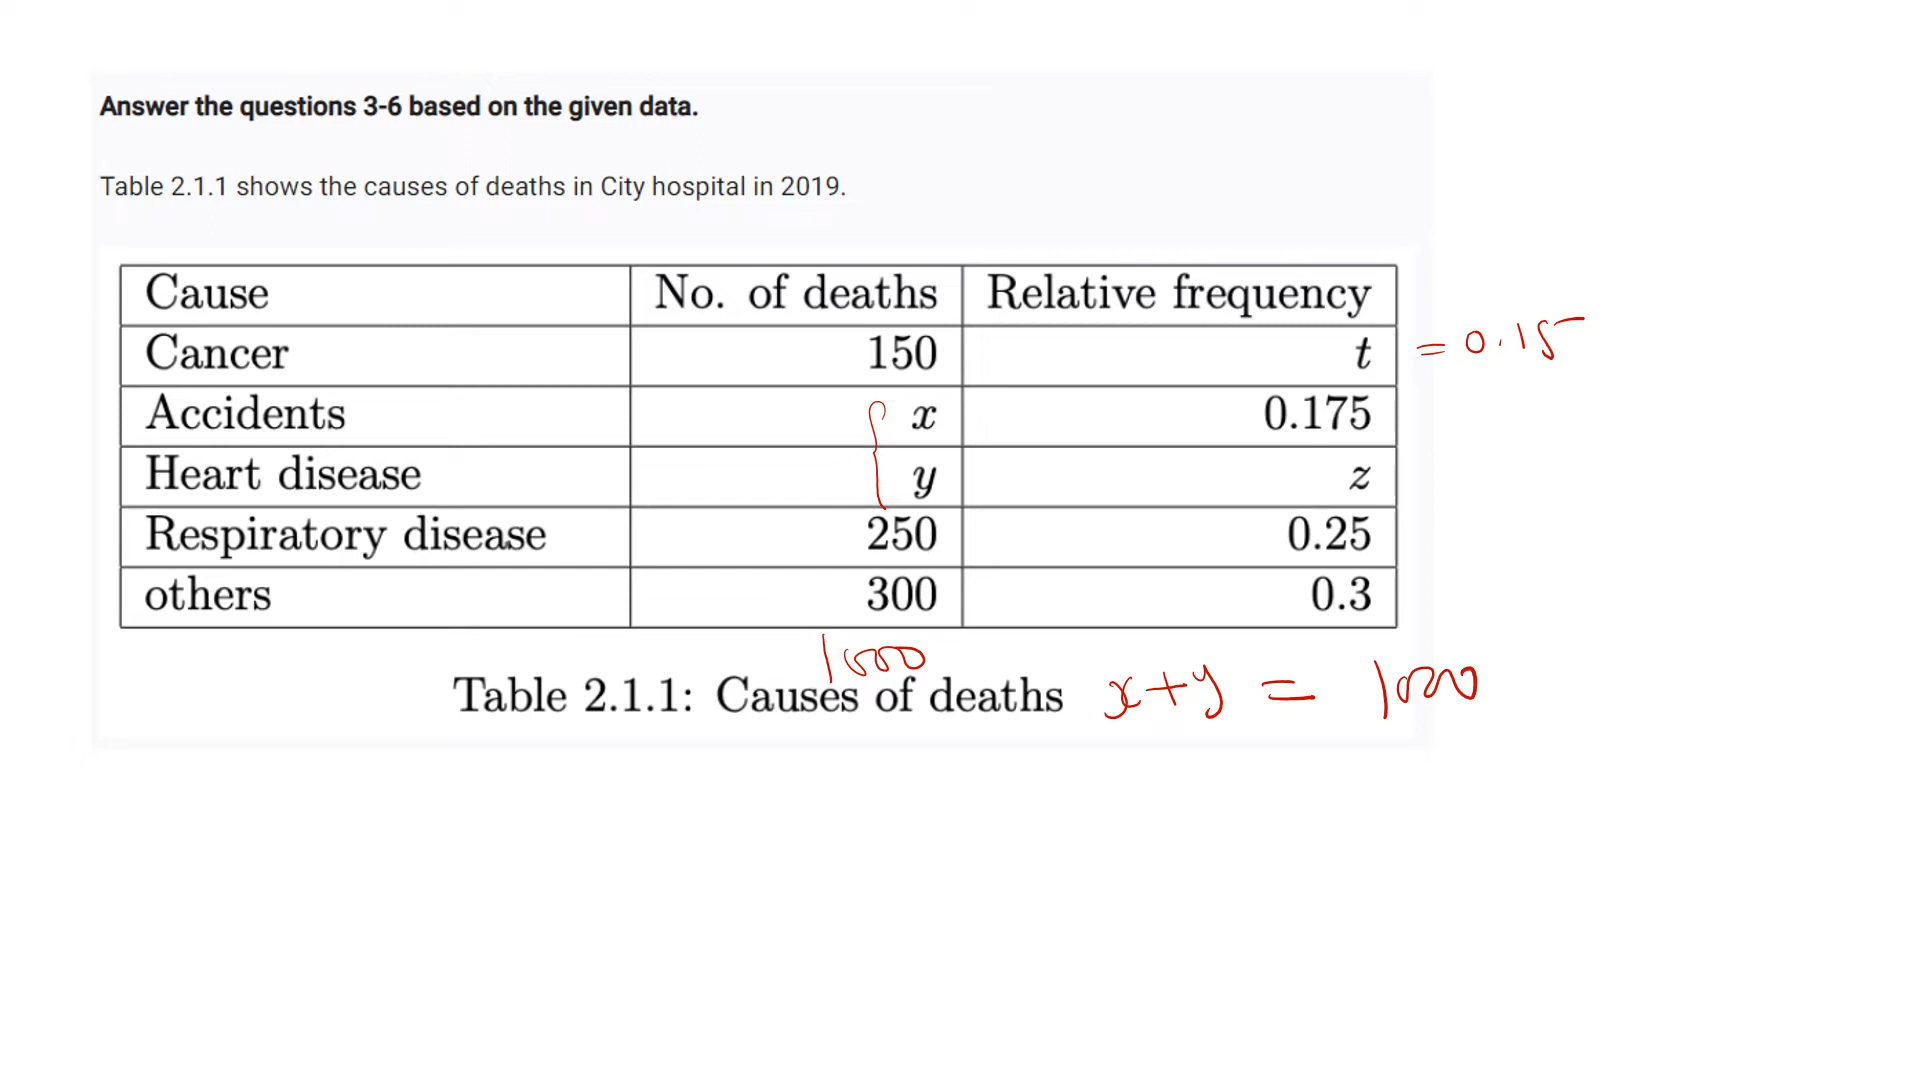 Answer the questions 3-6 based on the given data.
Table 2.1.1 shows the causes of deaths in City hospital in 2019.
Cause No. of deaths Relative frequency
Cancer 150 t = 0.15
Accidents x 0.175
Heart disease y z
Respiratory disease 250 0.25
others 300 0.3
1000
Table 2.1.1: Causes of deaths x+y = 1000